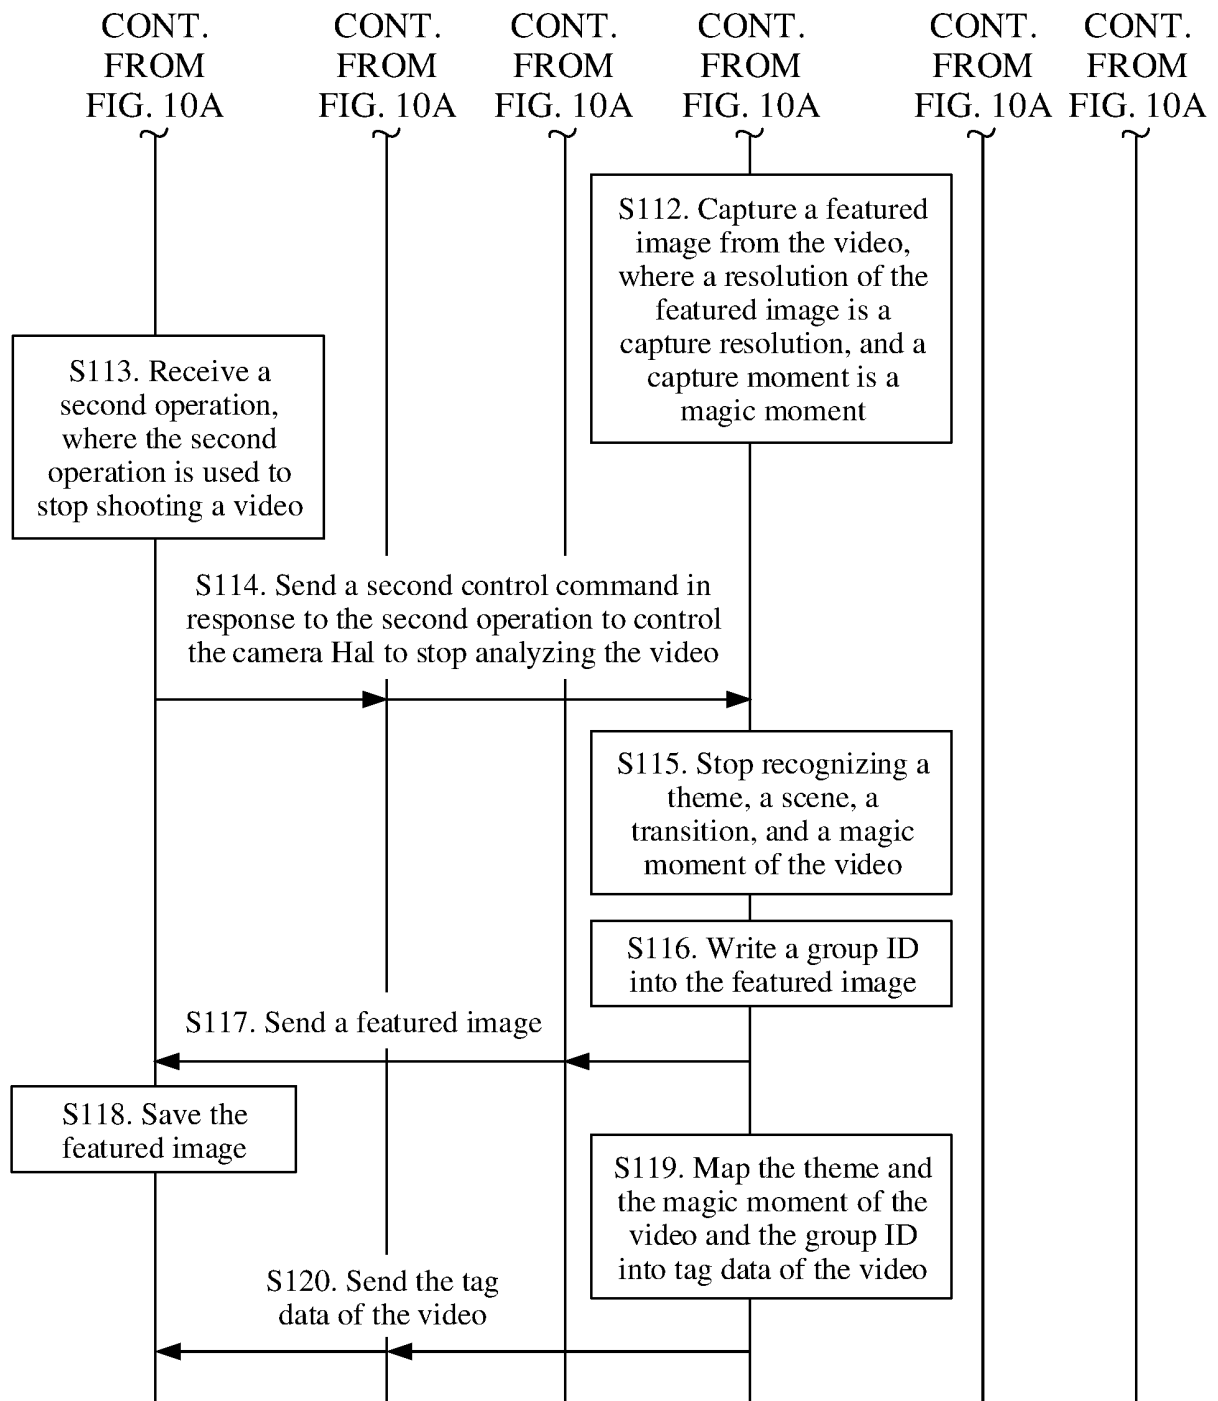 CONT.
FROM
FIG. 10A
CONT.
FROM
FIG. 10A
CONT.
FROM
FIG. 10A
CONT.
FROM
FIG. 10A
CONT.
FROM
FIG. 10A
CONT.
FROM
FIG. 10A
S112. Capture a featured
image from the video,
where a resolution of the
featured image is a
capture resolution, and a
capture moment is a
magic moment
S113. Receive a
second operation,
where the second
operation is used to
stop shooting a video
S114. Send a second control command in
response to the second operation to control
the camera Hal to stop analyzing the video
S115. Stop recognizing a
theme, a scene, a
transition, and a magic
moment of the video
S116. Write a group ID
into the featured image
S117. Send a featured image
S118. Save the
featured image
S119. Map the theme and
the magic moment of the
video and the group ID
into tag data of the video
S120. Send the tag
data of the video